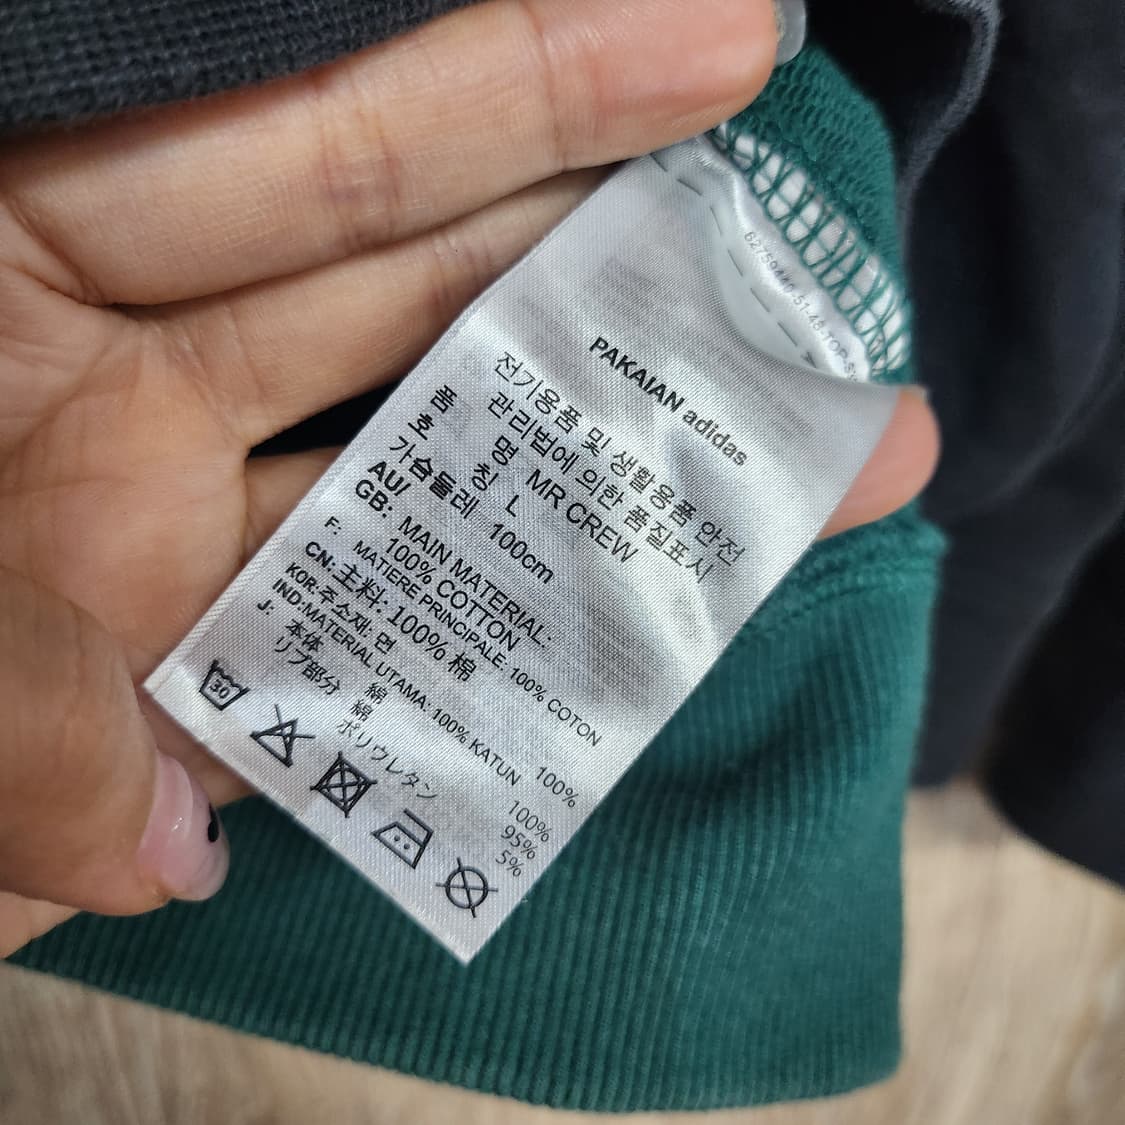 PAKAIAN adidas
전기용품 및 생활용품 안전
관리법에 의한 품질표시
품 명 MR CREW
호 칭 L
가슴둘레 100cm
AU/
GB: MAIN MATERIAL:
100% COTTON
F: MATIERE PRINCIPALE: 100% COTON
CN: 主料: 100% 棉
KOR: 주소재: 면
IND:MATERIAL UTAMA: 100% KATUN
J: 本体 綿 100%
リブ部分 綿 100%
95%
ポリウレタン 5%
30